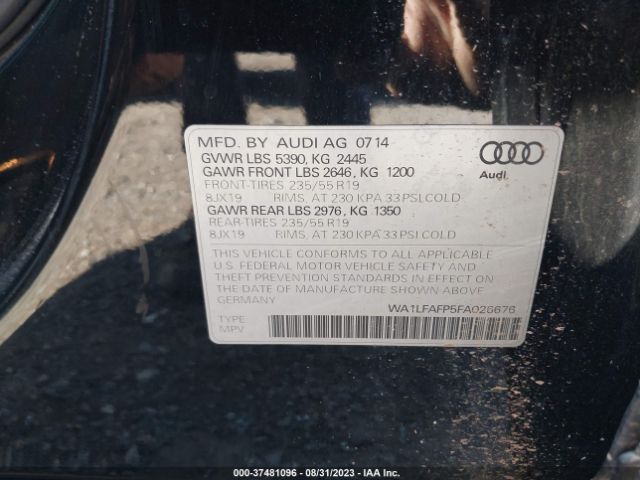 MFD. BY AUDI AG 07 14
GVWR LBS 5390, KG 2445
GAWR FRONT LBS 2646, KG 1200
FRONT-TIRES 235/55 R19
8JX19 RIMS, AT 230 KPA 33 PSI,COLD
GAWR REAR LBS 2976, KG 1350
REAR-TIRES 235/55 R19
8JX19 RIMS, AT 230 KPA 33 PSI COLD
Audi
THIS VEHICLE CONFORMS TO ALL APPLICABLE
U.S. FEDERAL MOTOR VEHICLE SAFETY AND
THEFT PREVENTION STANDARDS IN EFFECT ON
THE DATE OF MANUFACTURE SHOWN ABOVE
GERMANY
WA1LFAFP5FA026676
TYPE:
MPV
000-37481096 - 08/31/2023 - IAA Inc.